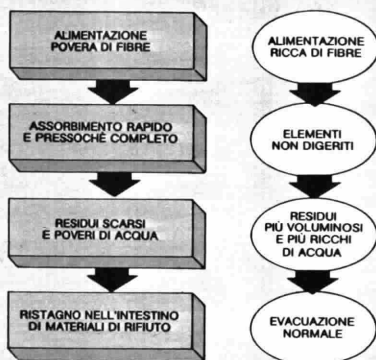 ALIMENTAZIONE
POVERA DI FIBRE
ASSORBIMENTO RAPIDO
E PRESSOCHÈ COMPLETO
RESIDUI SCARSI
E POVERI DI ACQUA
RISTAGNO NELL'INTESTINO
DI MATERIALI DI RIFIUTO
ALIMENTAZIONE
RICCA DI FIBRE
ELEMENTI
NON DIGERITI
RESIDUI
PIÙ VOLUMINOSI
E PIÙ RICCHI
DI ACQUA
EVACUAZIONE
NORMALE